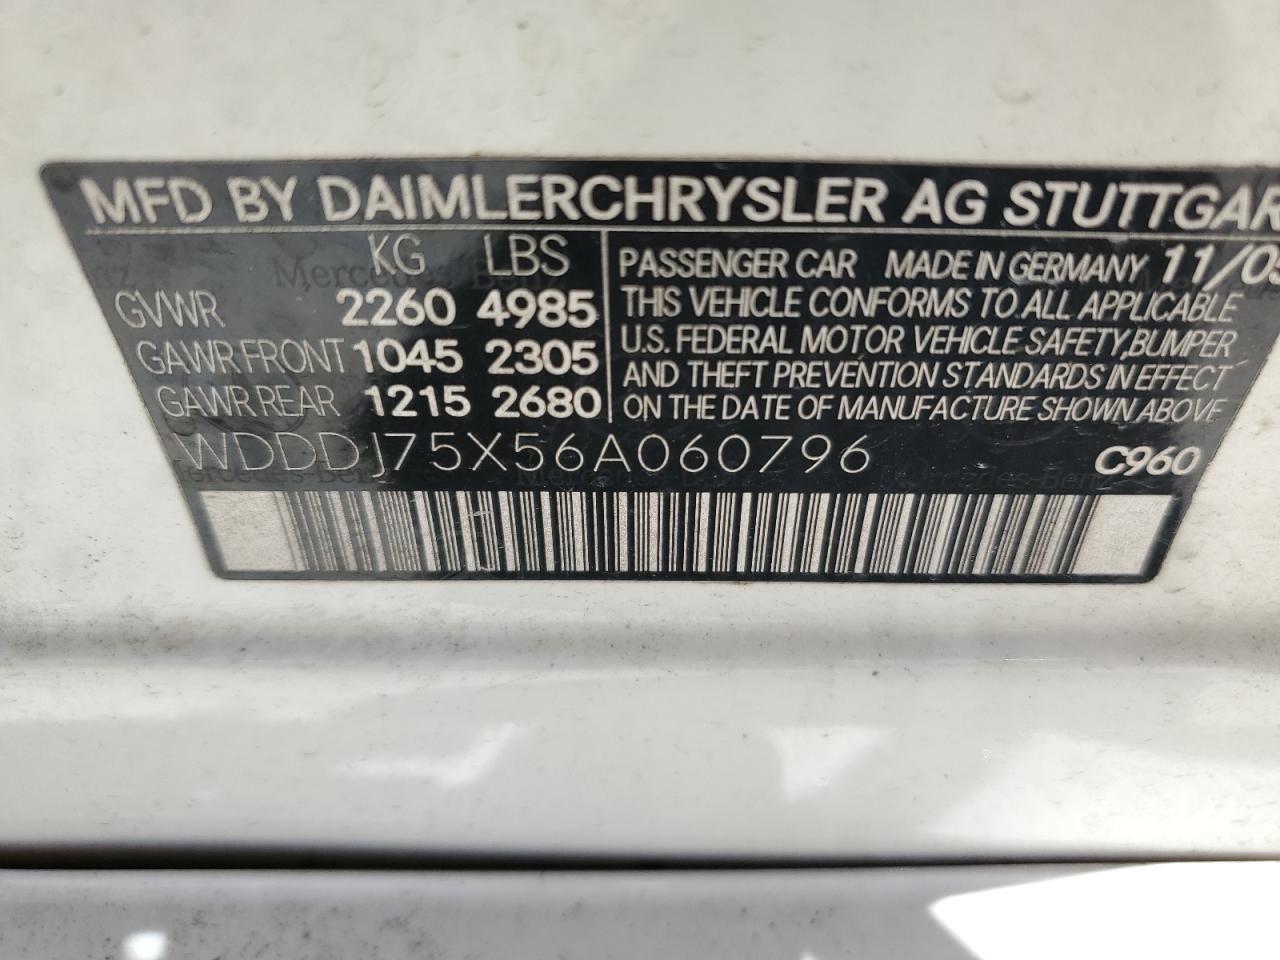 MFD BY DAIMLERCHRYSLER AG STUTTGAR
KG LBS
GVWR 2260 4985
GAWR FRONT 1045 2305
GAWR REAR 1215 2680
PASSENGER CAR MADE IN GERMANY 11/05
THIS VEHICLE CONFORMS TO ALL APPLICABLE
U.S. FEDERAL MOTOR VEHICLE SAFETY, BUMPER
AND THEFT PREVENTION STANDARDS IN EFFECT
ON THE DATE OF MANUFACTURE SHOWN ABOVE
WDDDJ75X56A060796 C960
Mercedes-Benz